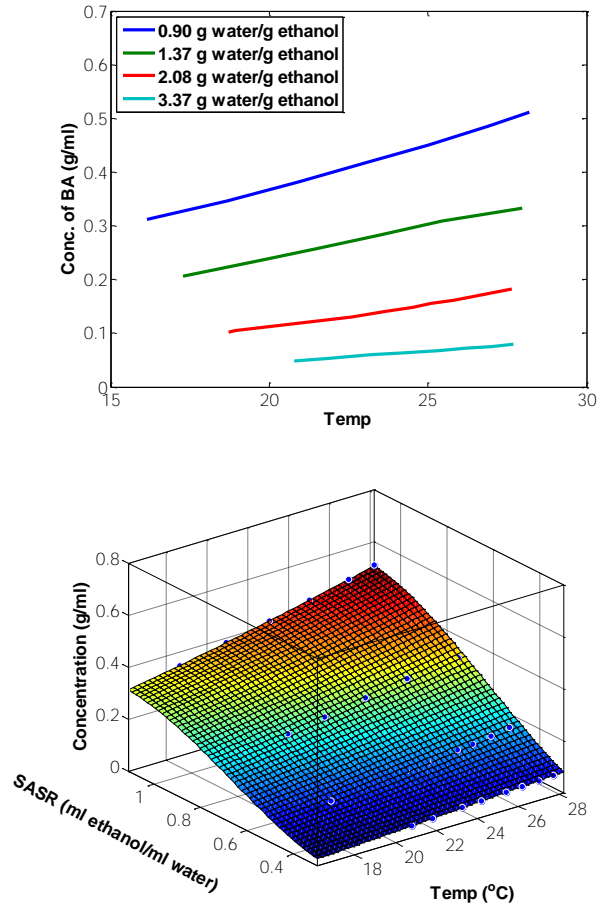 0.7
0.90 g water/g ethanol
1.37 g water/g ethanol
2.08 g water/g ethanol
3.37 g water/g ethanol
0.6
0.5
0.4
0.3
0.2
0.1
0
Conc. of BA (g/ml)
15 20 25 30
Temp
0.8
0.6
0.4
0.2
0
Concentration (g/ml)
1 0.8 0.6 0.4
SASR (ml ethanol/ml water)
18 20 22 24 26 28
Temp (°C)